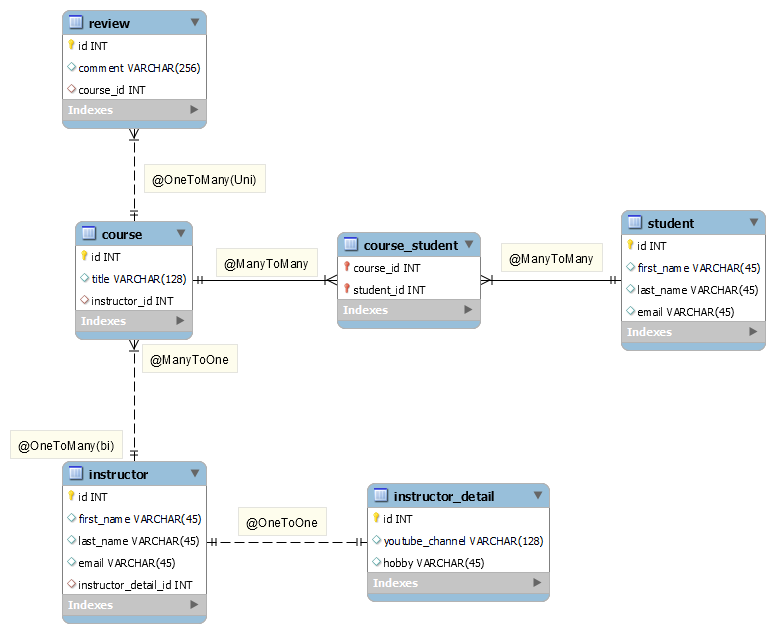 review
id INT
comment VARCHAR(256)
course_id INT
Indexes
@OneToMany(Uni)
course
id INT
title VARCHAR(128)
instructor_id INT
Indexes
@ManyToMany
course_student
course_id INT
student_id INT
Indexes
@ManyToMany
student
id INT
first_name VARCHAR(45)
last_name VARCHAR(45)
email VARCHAR(45)
Indexes
@ManyToOne
@OneToMany(bi)
instructor
id INT
first_name VARCHAR(45)
last_name VARCHAR(45)
email VARCHAR(45)
instructor_detail_id INT
Indexes
@OneToOne
instructor_detail
id INT
youtube_channel VARCHAR(128)
hobby VARCHAR(45)
Indexes